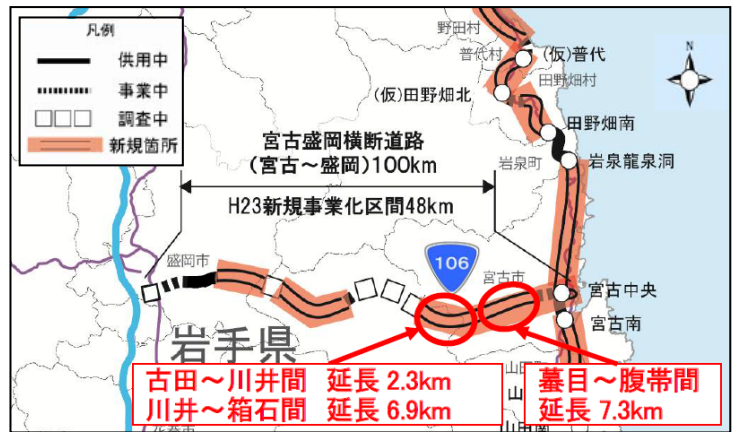 凡例
供用中
事業中
調査中
新規箇所
野田村
普代村
(仮)普代
田野畑村
(仮)田野畑北
田野畑南
岩泉町
岩泉龍泉洞
N
宮古盛岡横断道路
(宮古～盛岡)100km
H23新規事業化区間48km
盛岡市
106
宮古市
宮古中央
宮古南
岩手県
古田～川井間 延長 2.3km
川井～箱石間 延長 6.9km
蟇目～腹帯間
延長 7.3km